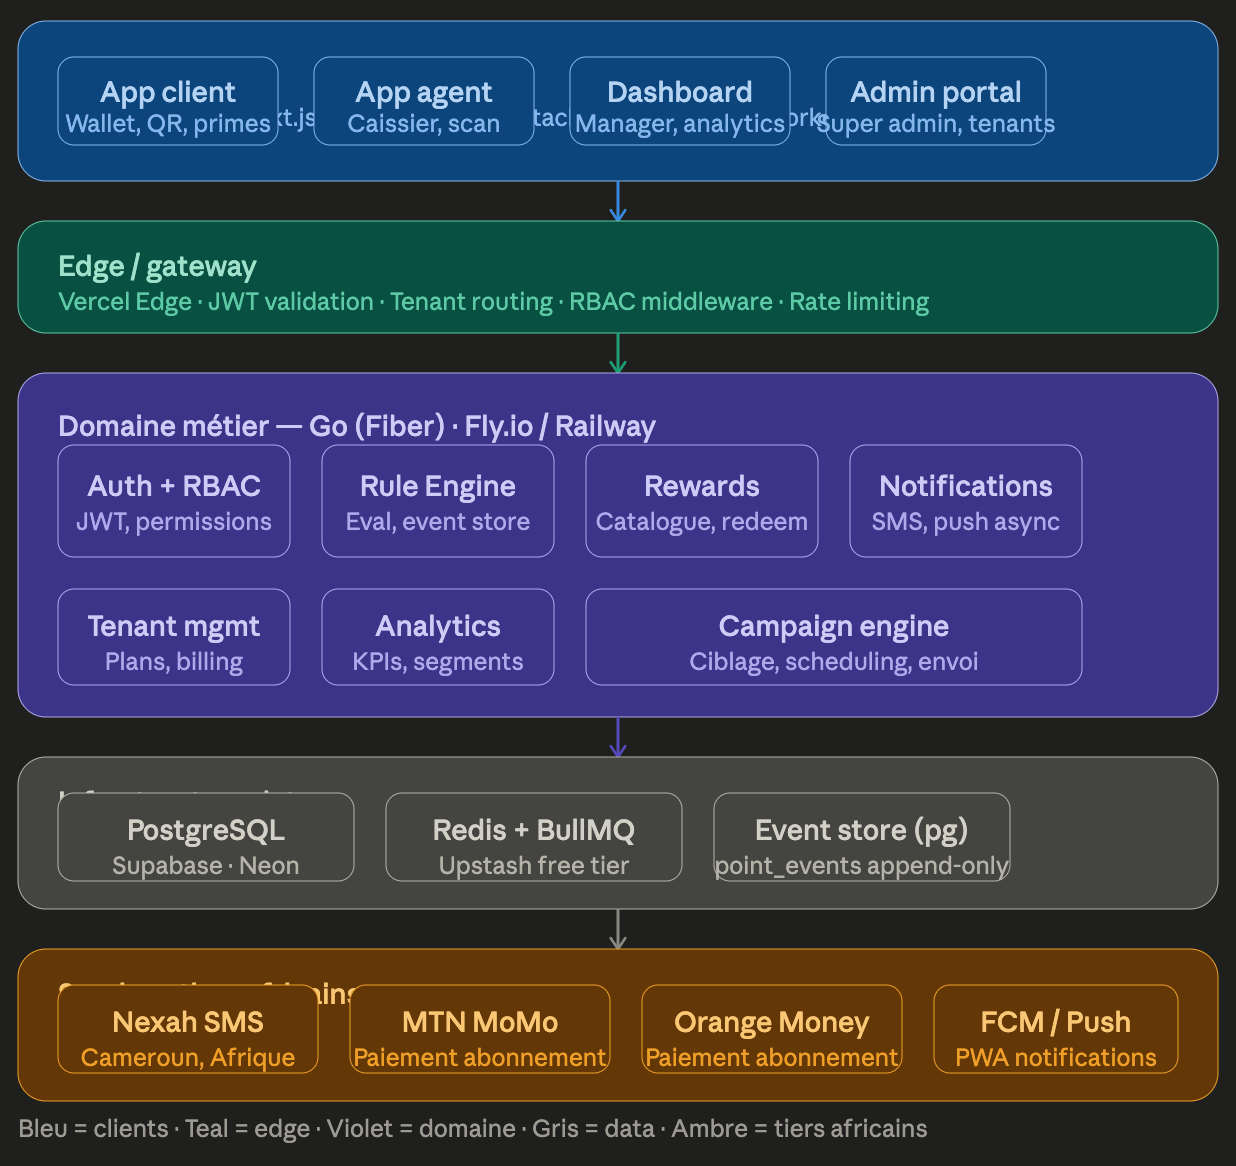 App client
Wallet, QR, primes
App agent
Caissier, scan
Dashboard
Manager, analytics
Admin portal
Super admin, tenants
Edge / gateway
Vercel Edge · JWT validation · Tenant routing · RBAC middleware · Rate limiting
Domaine métier — Go (Fiber) · Fly.io / Railway
Auth + RBAC
JWT, permissions
Rule Engine
Eval, event store
Rewards
Catalogue, redeem
Notifications
SMS, push async
Tenant mgmt
Plans, billing
Analytics
KPIs, segments
Campaign engine
Ciblage, scheduling, envoi
PostgreSQL
Supabase · Neon
Redis + BullMQ
Upstash free tier
Event store (pg)
point_events append-only
Nexah SMS
Cameroun, Afrique
MTN MoMo
Paiement abonnement
Orange Money
Paiement abonnement
FCM / Push
PWA notifications
Bleu = clients · Teal = edge · Violet = domaine · Gris = data · Ambre = tiers africains